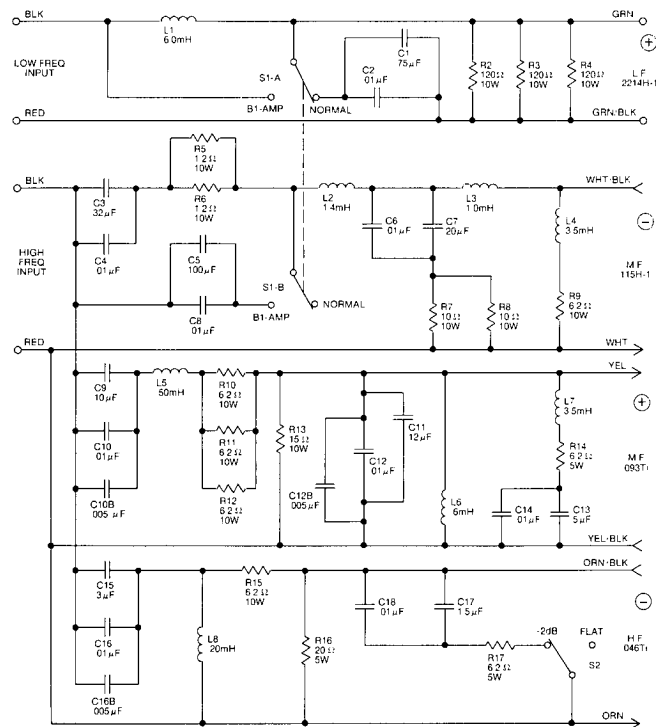 BLK
L1
6.0mH
LOW FREQ
INPUT
S1-A
B1-AMP
NORMAL
C1
75µF
C2
.01µF
R2
120Ω
10W
R3
120Ω
10W
R4
120Ω
10W
GRN
+
L F
2214H-1
RED
GRN/BLK
BLK
R5
1.2Ω
10W
R6
1.2Ω
10W
C3
32µF
C4
.01µF
HIGH
FREQ
INPUT
C5
100µF
C8
.01µF
S1-B
B1-AMP
NORMAL
L2
1.4mH
C6
.01µF
C7
20µF
L3
1.0mH
L4
3.5mH
R7
10Ω
10W
R8
10Ω
10W
R9
6.2Ω
10W
WHT·BLK
−
M F
115H-1
WHT
RED
YEL
C9
10µF
L5
.50mH
R10
6.2Ω
10W
C10
.01µF
R11
6.2Ω
10W
C10B
.005µF
R12
6.2Ω
10W
R13
15Ω
10W
C12B
.005µF
C12
.01µF
C11
12µF
L6
6mH
L7
3.5mH
R14
6.2Ω
5W
C14
.01µF
C13
5µF
+
M F
093Ti
YEL·BLK
ORN·BLK
C15
3µF
C16
.01µF
C16B
.005µF
L8
.20mH
R15
6.2Ω
10W
R16
20Ω
5W
C18
.01µF
C17
1.5µF
R17
6.2Ω
5W
-2dB
FLAT
S2
−
H F
046Ti
ORN